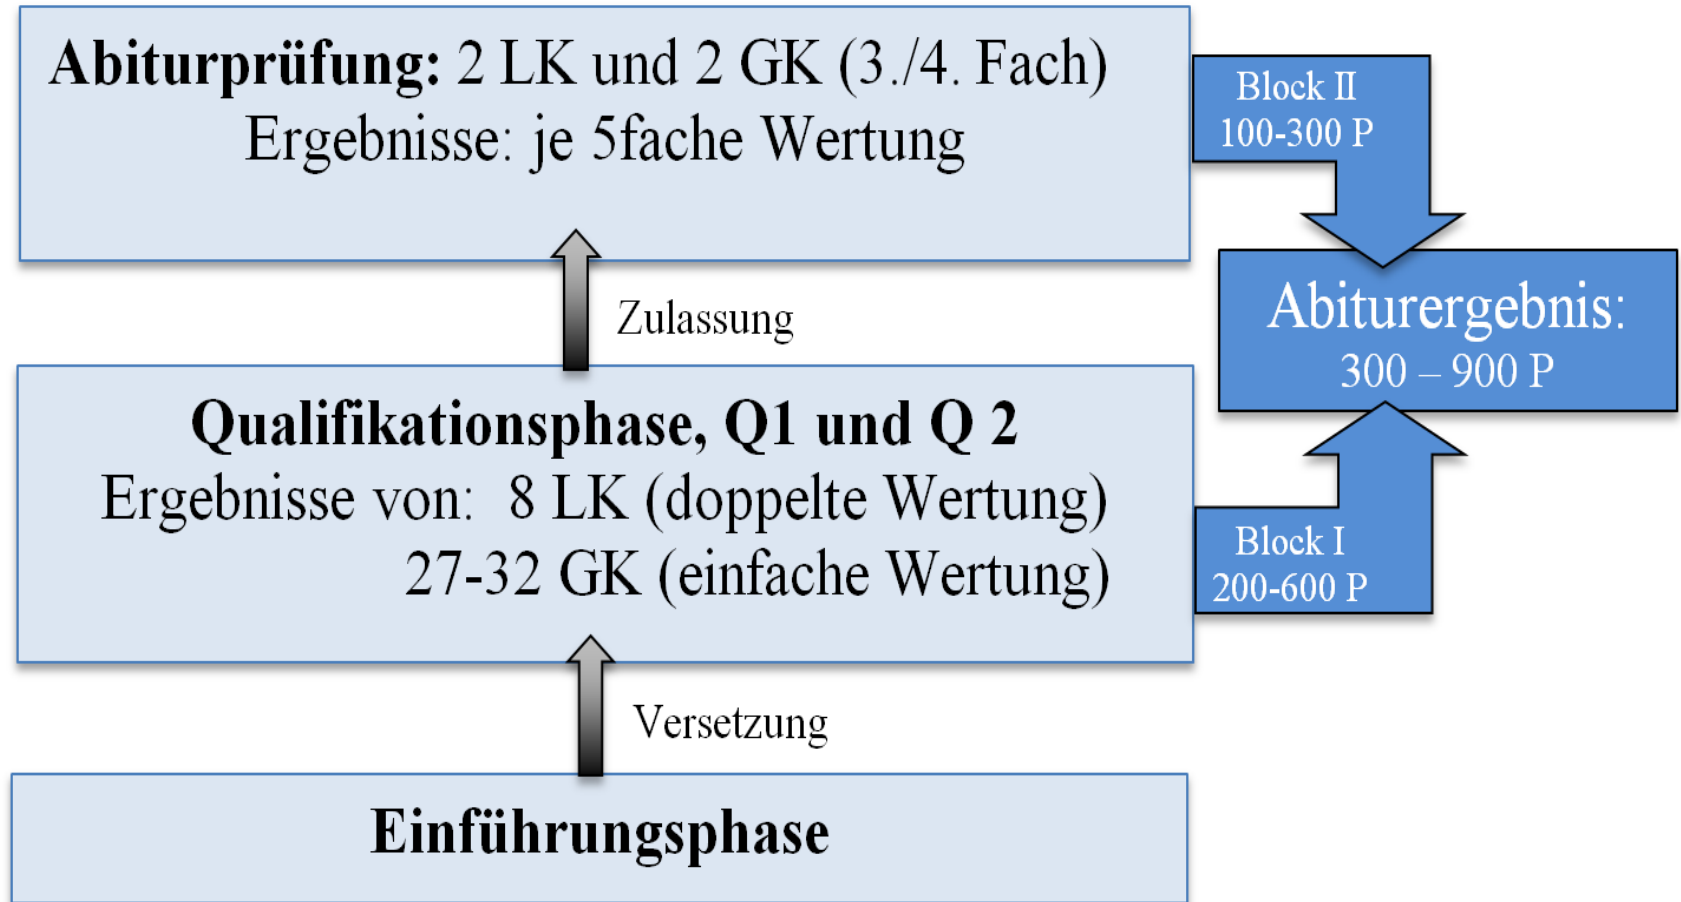 Abiturprüfung: 2 LK und 2 GK (3./4. Fach)
Ergebnisse: je 5fache Wertung
Block II
100-300 P
Zulassung
Abiturergebnis:
300 – 900 P
Qualifikationsphase, Q1 und Q 2
Ergebnisse von: 8 LK (doppelte Wertung)
27-32 GK (einfache Wertung)
Block I
200-600 P
Versetzung
Einführungsphase